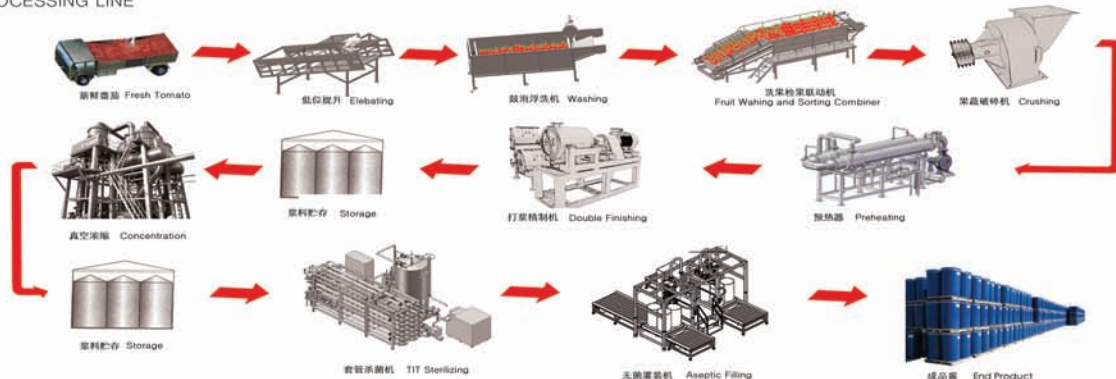 OCESSING LINE
新鲜番茄 Fresh Tomato
低位提升 Elebating
鼓泡浮洗机 Washing
洗果检果联动机
Fruit Wahing and Sorting Combiner
果蔬破碎机 Crushing
真空浓缩 Concentration
浆料贮存 Storage
打浆精制机 Double Finishing
预热器 Preheating
浆料贮存 Storage
套管杀菌机 TIT Sterilizing
无菌灌装机 Aseptic Filling
成品酱 End Product